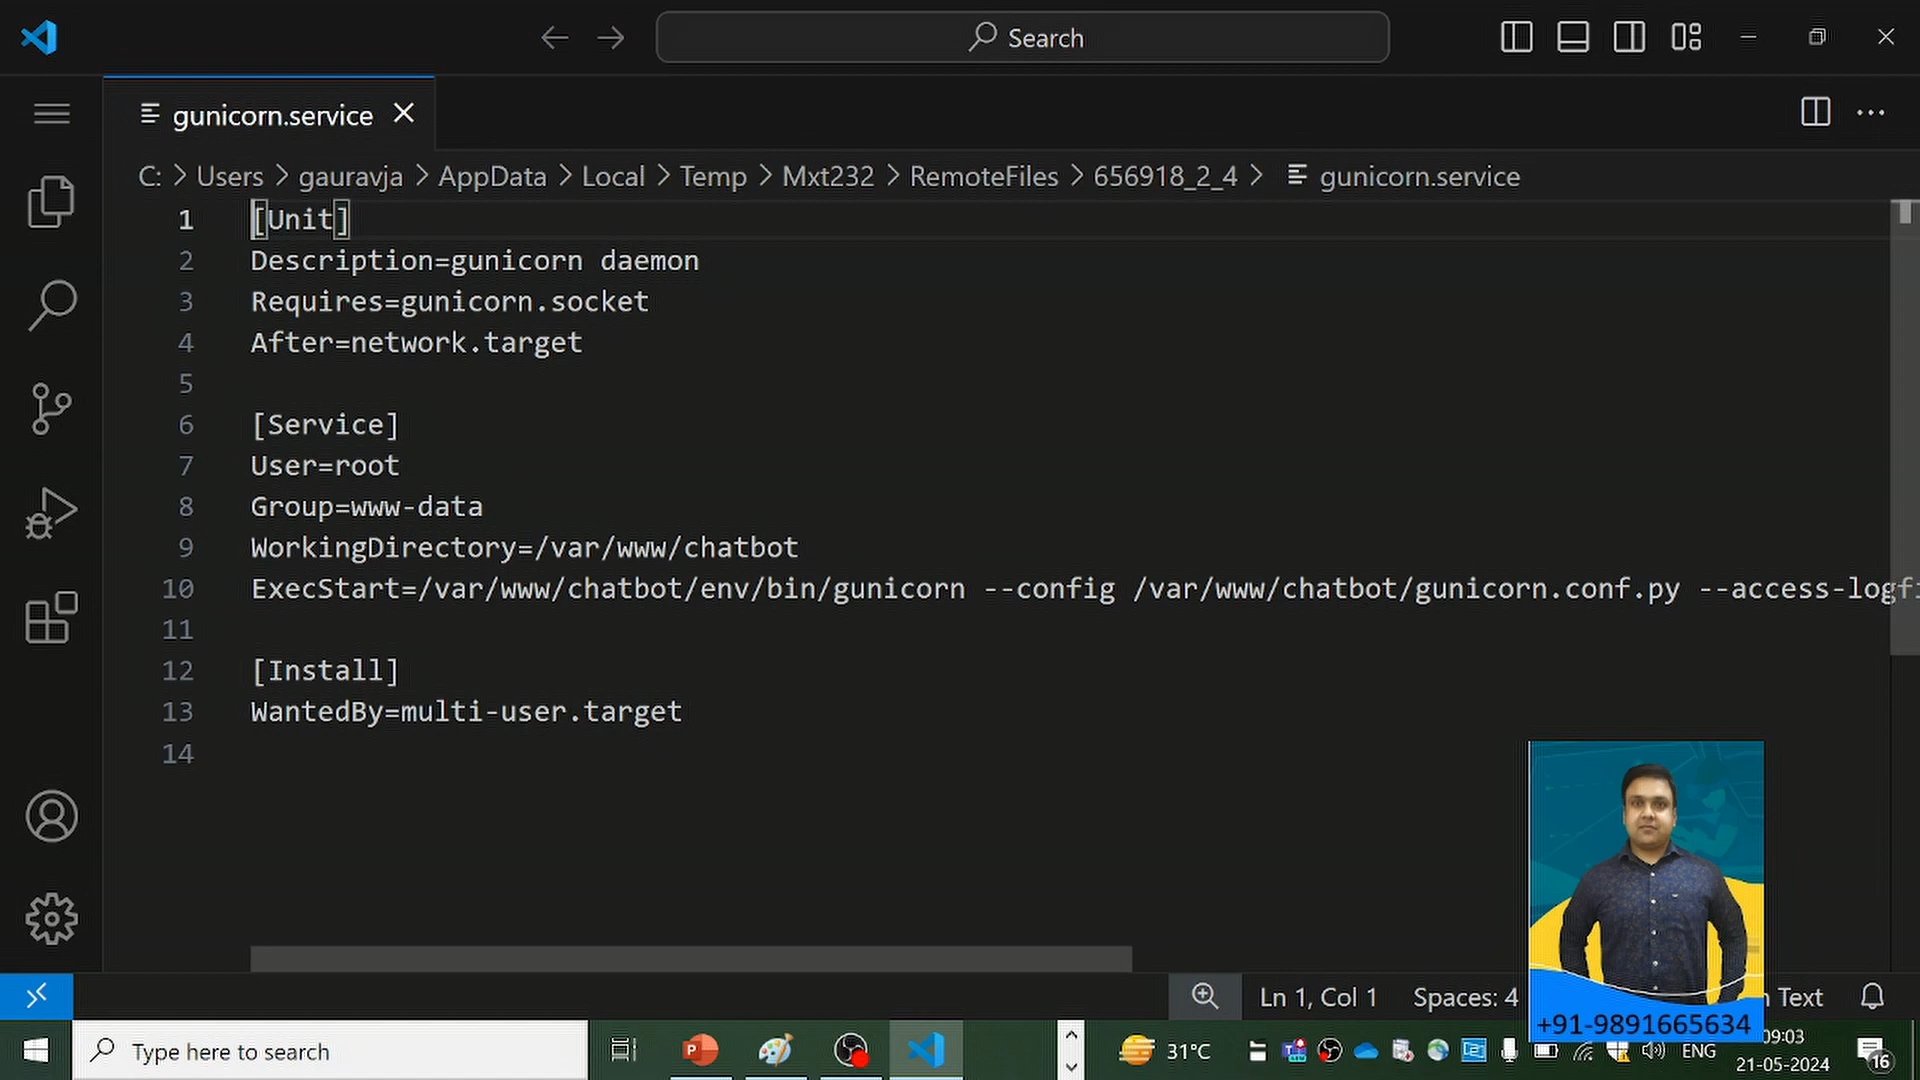 Search
gunicorn.service
C: > Users > gauravja > AppData > Local > Temp > Mxt232 > RemoteFiles > 656918_2_4 > gunicorn.service
1 [Unit]
2 Description=gunicorn daemon
3 Requires=gunicorn.socket
4 After=network.target
5
6 [Service]
7 User=root
8 Group=www-data
9 WorkingDirectory=/var/www/chatbot
10 ExecStart=/var/www/chatbot/env/bin/gunicorn --config /var/www/chatbot/gunicorn.conf.py --access-logfi
11
12 [Install]
13 WantedBy=multi-user.target
14
Ln 1, Col 1 Spaces: 4 n Text
+91-9891665634
Type here to search
31°C
ENG
09:03
21-05-2024
16